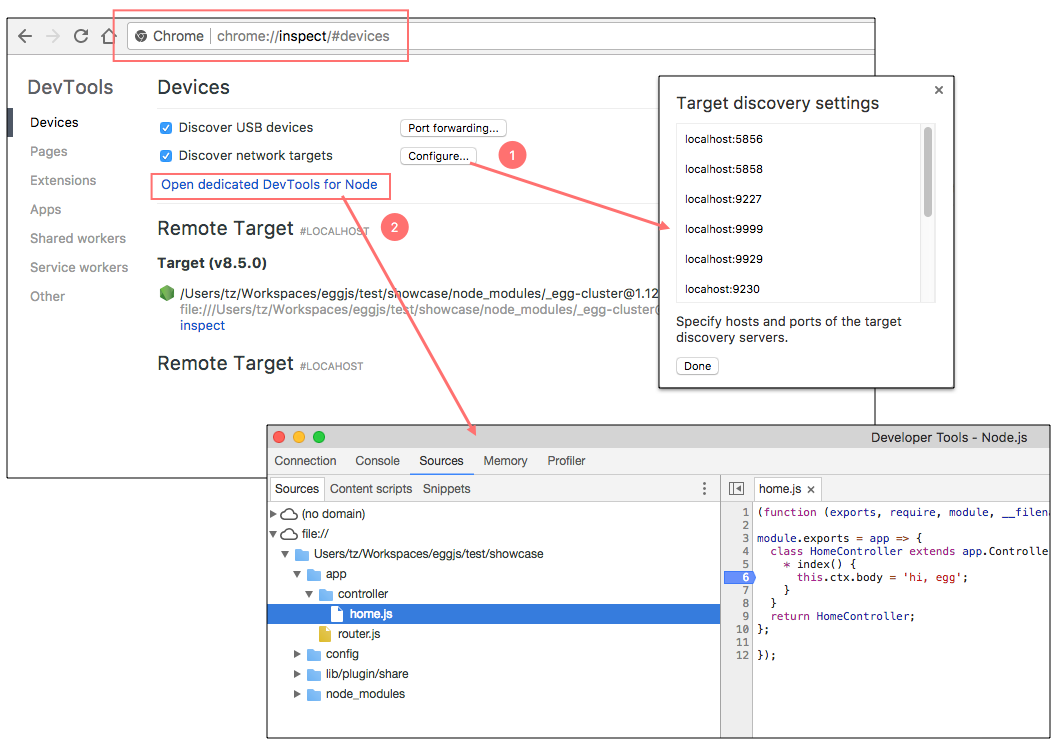 Chrome | chrome://inspect/#devices
DevTools
Devices
Pages
Extensions
Apps
Shared workers
Service workers
Other
Devices
Discover USB devices
Port forwarding...
Discover network targets
Configure...
1
Open dedicated DevTools for Node
2
Remote Target #LOCALHOST
Target (v8.5.0)
/Users/tz/Workspaces/eggjs/test/showcase/node_modules/_egg-cluster@1.12
file:///Users/tz/Workspaces/eggjs/test/showcase/node_modules/_egg-cluster@
inspect
Remote Target #LOCAHOST
Target discovery settings
×
localhost:5856
localhost:5858
localhost:9227
localhost:9999
localhost:9929
locahost:9230
Specify hosts and ports of the target
discovery servers.
Done
Developer Tools - Node.js
Connection Console Sources Memory Profiler
Sources Content scripts Snippets
(no domain)
file://
Users/tz/Workspaces/eggjs/test/showcase
app
controller
home.js
router.js
config
lib/plugin/share
node_modules
home.js ×
1 (function (exports, require, module, __filena
2
3 module.exports = app => {
4 class HomeController extends app.Controlle
5 * index() {
6 this.ctx.body = 'hi, egg';
7 }
8 }
9 return HomeController;
10 };
11
12 });